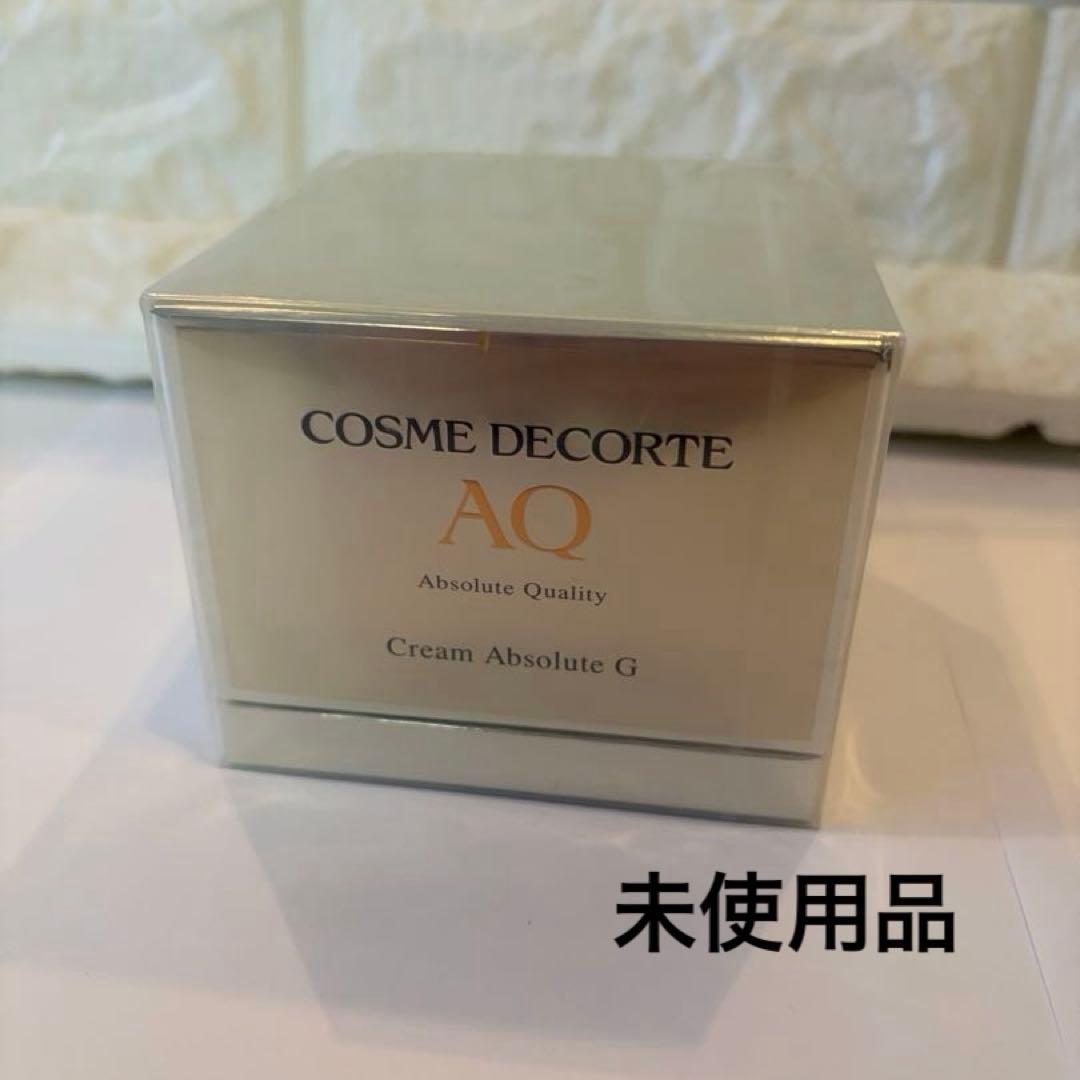 COSME DECORTE
AQ
Absolute Quality
Cream Absolute G
未使用品